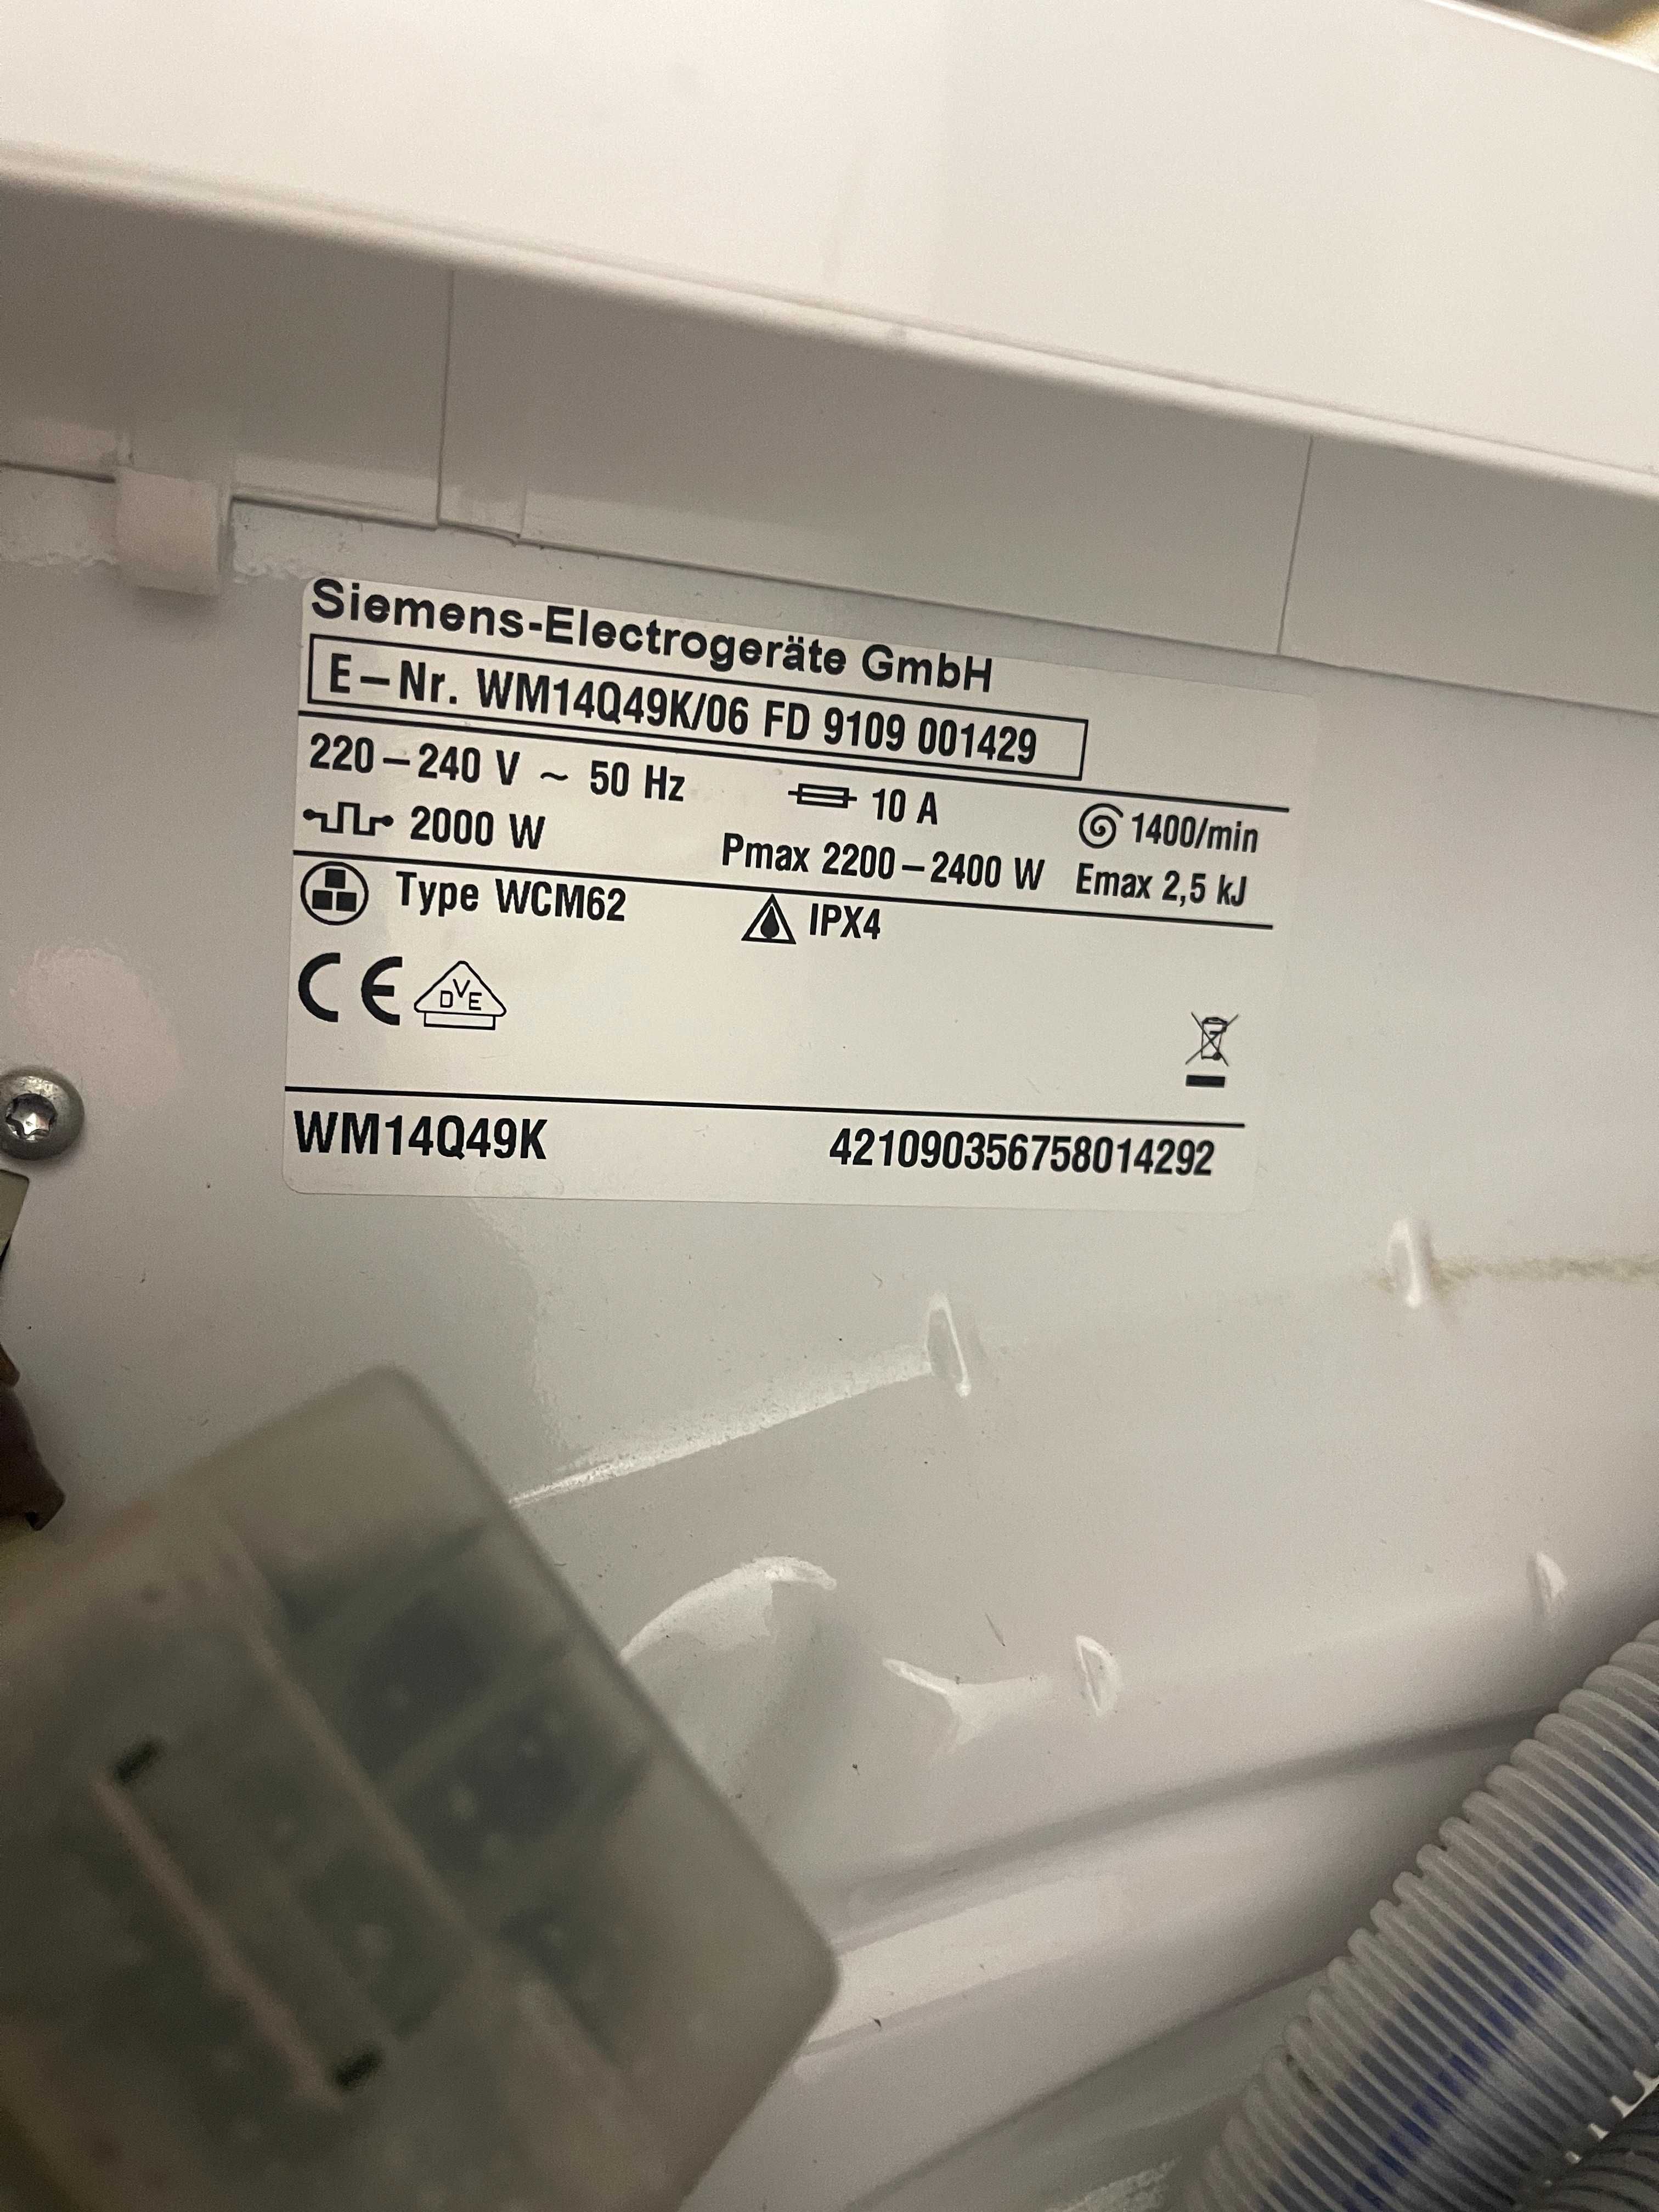 Siemens-Electrogeräte GmbH
E–Nr. WM14Q49K/06 FD 9109 001429
220–240 V ~ 50 Hz 10 A 1400/min
2000 W Pmax 2200–2400 W Emax 2,5 kJ
Type WCM62 IPX4
CE DVE
WM14Q49K 421090356758014292